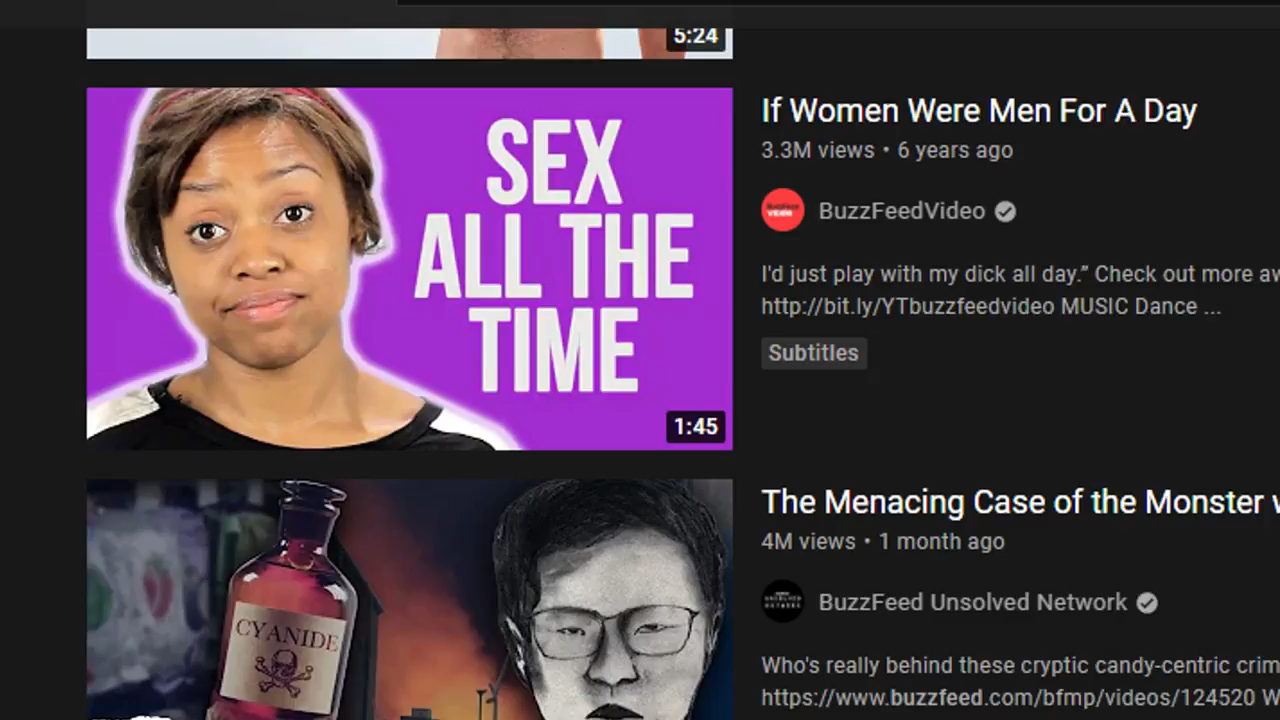 5:24
SEX
ALL THE
TIME
1:45
If Women Were Men For A Day
3.3M views • 6 years ago
BuzzFeedVideo
I'd just play with my dick all day.” Check out more aw
http://bit.ly/YTbuzzfeedvideo MUSIC Dance ...
Subtitles
CYANIDE
The Menacing Case of the Monster w
4M views • 1 month ago
BuzzFeed Unsolved Network
Who's really behind these cryptic candy-centric crim
https://www.buzzfeed.com/bfmp/videos/124520 W